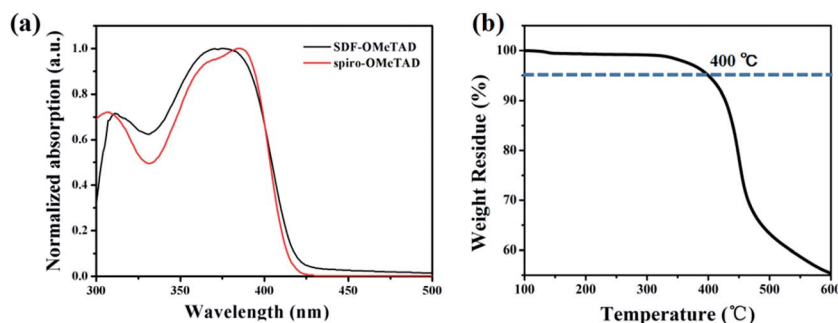 (a)
Normalized absorption (a.u.)
1.0
0.8
0.6
0.4
0.2
0.0
SDF-OMeTAD
spiro-OMeTAD
300
350
400
450
500
Wavelength (nm)
(b)
Weight Residue (%)
100
90
80
70
60
400 ℃
100
200
300
400
500
600
Temperature (℃)